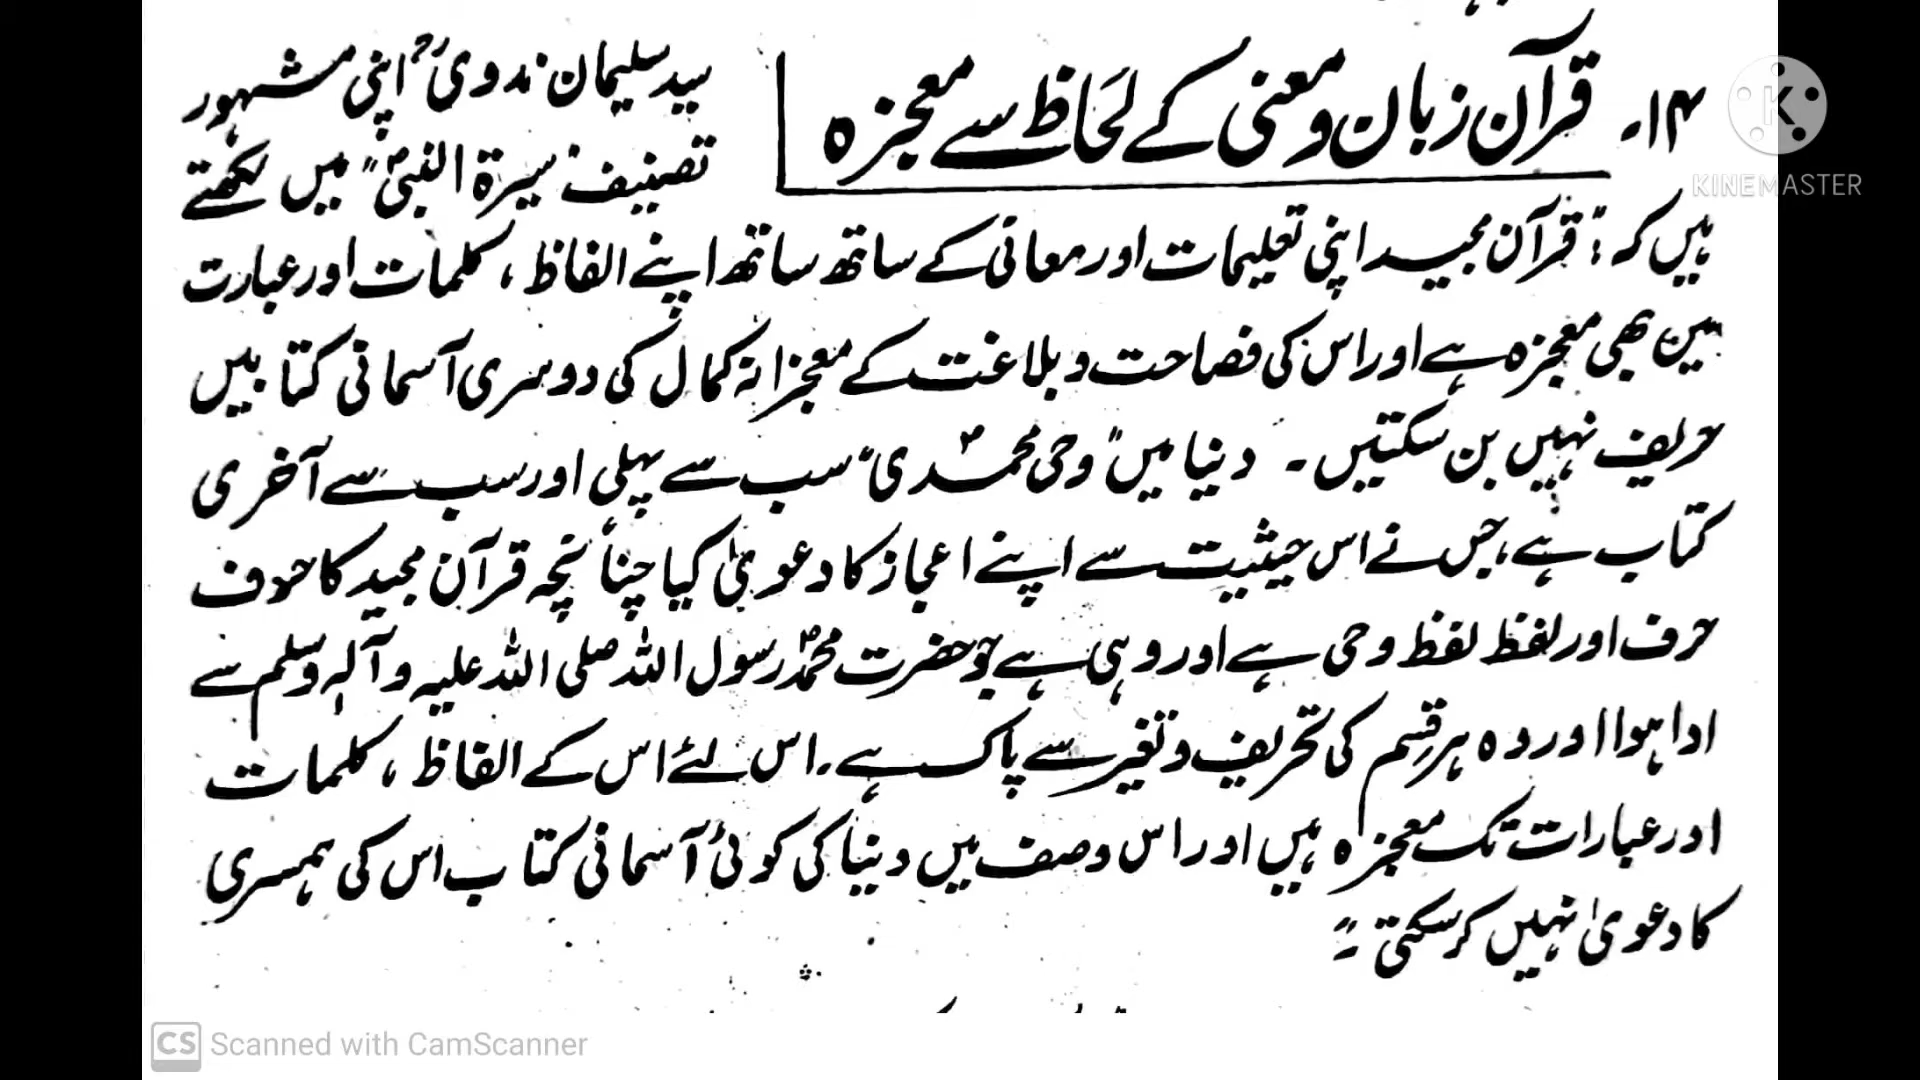 ۱۴۔ قرآن زبان و معنی کے لحاظ سے معجزہ
سید سلیمان ندوی ؒ اپنی مشہور
تصنیف "سیرۃ النبیؐ" میں لکھتے
ہیں کہ: "قرآن مجید اپنی تعلیمات اور معانی کے ساتھ ساتھ اپنے الفاظ، کلمات اور عبارت
میں بھی معجزہ ہے اور اس کی فصاحت و بلاغت کے معجزانہ کمال کی دوسری آسمانی کتابیں
حریف نہیں بن سکتیں۔ دنیا میں "وحی محمدیؐ" سب سے پہلی اور سب سے آخری
کتاب ہے، جس نے اس حیثیت سے اپنے اعجاز کا دعویٰ کیا چنانچہ قرآن مجید کا حرف
حرف اور لفظ لفظ وحی ہے اور وہی ہے جو حضرت محمدؐ رسول اللہ صلی اللہ علیہ وآلہ وسلم سے
ادا ہوا اور وہ ہر قسم کی تحریف و تغیر سے پاک ہے۔ اس لئے اس کے الفاظ، کلمات
اور عبارات تک معجزہ ہیں اور اس وصف میں دنیا کی کوئی آسمانی کتاب اس کی ہمسری
کا دعویٰ نہیں کر سکتی۔"
KINEMASTER
CS Scanned with CamScanner